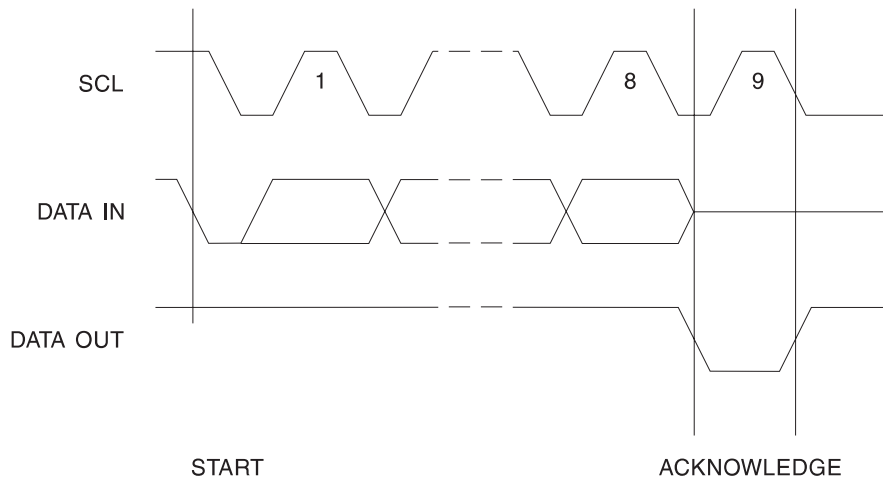 SCL
1
8
9
DATA IN
DATA OUT
START
ACKNOWLEDGE